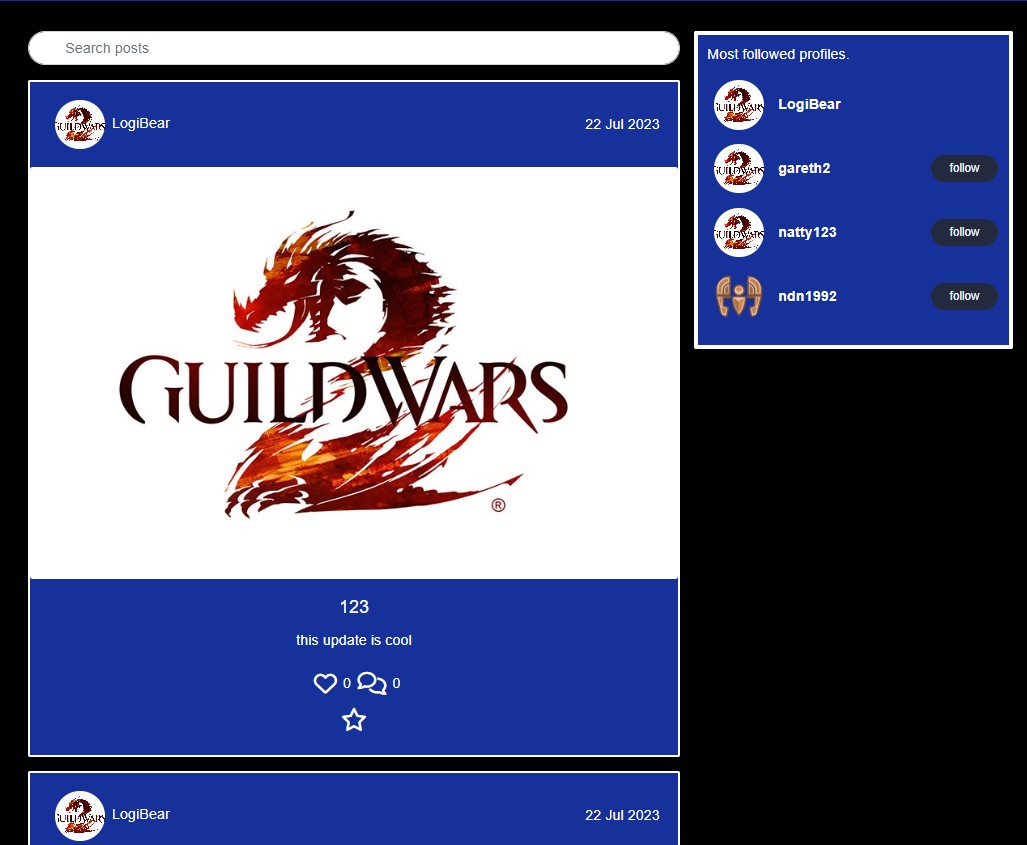 Search posts
LogiBear
22 Jul 2023
GUILDWARS
2
®
123
this update is cool
0
0
LogiBear
22 Jul 2023
Most followed profiles.
LogiBear
gareth2
follow
natty123
follow
ndn1992
follow